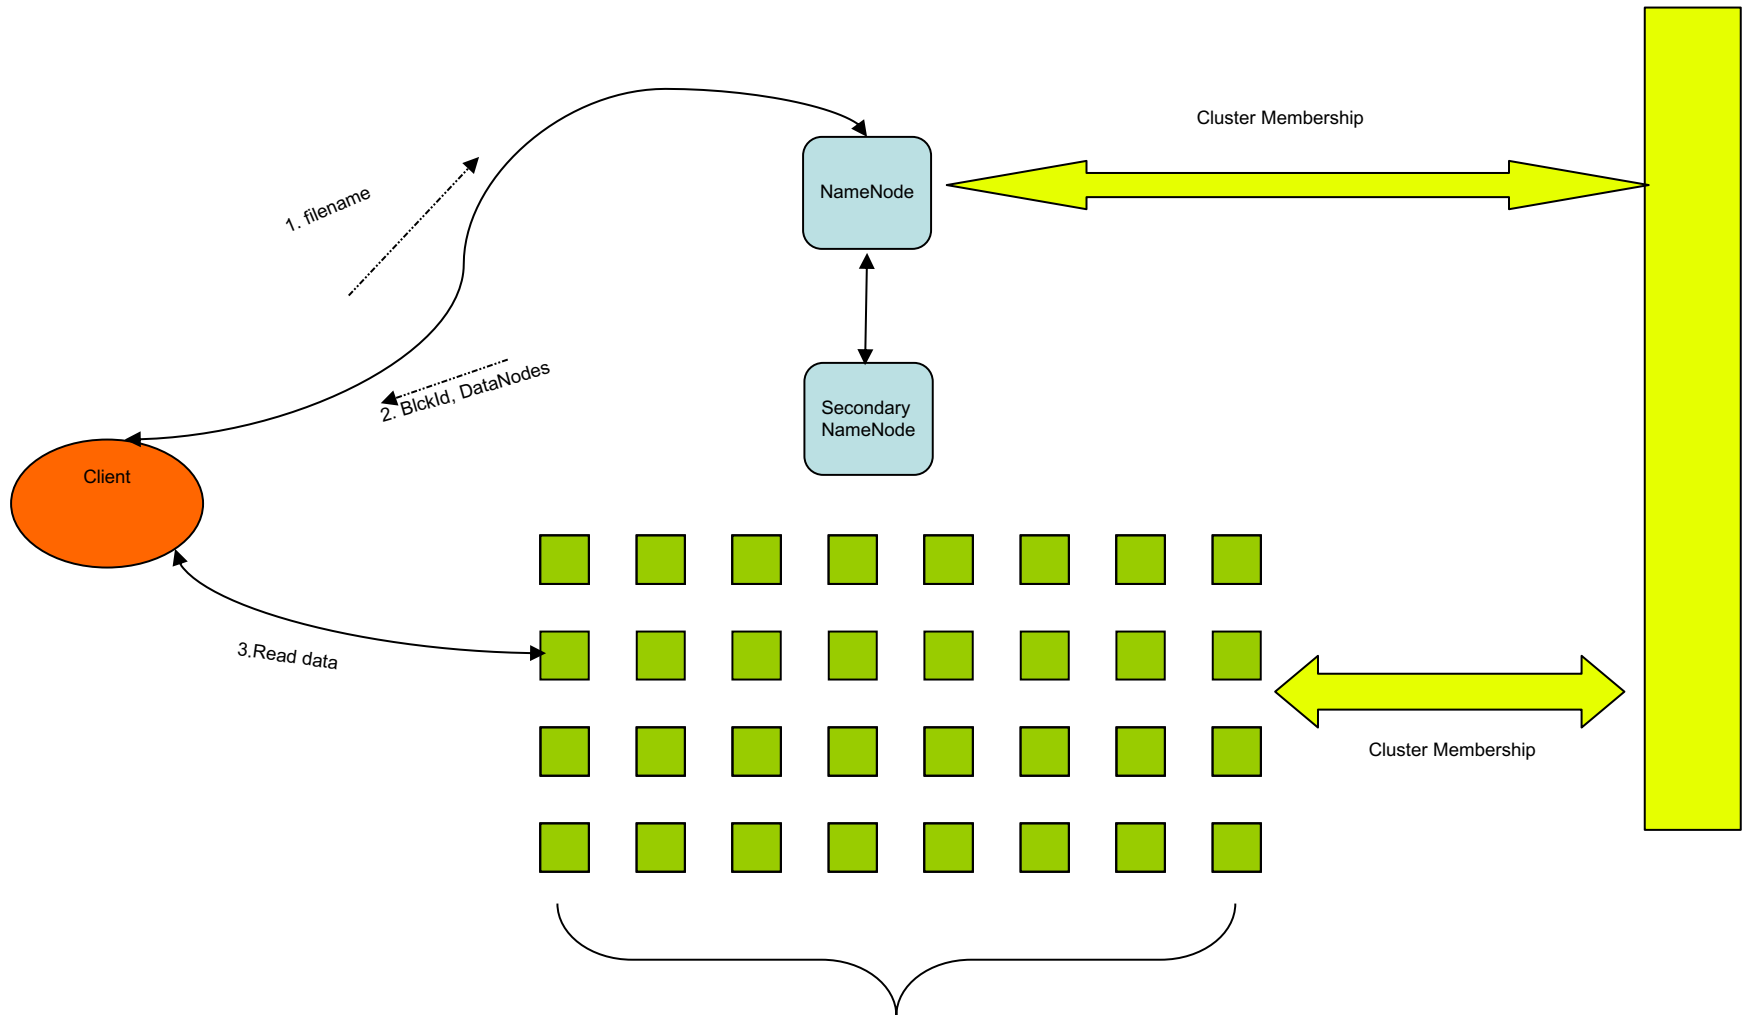 Cluster Membership
1. filename
NameNode
2. BlckId, DataNodes
Secondary
NameNode
Client
3.Read data
Cluster Membership